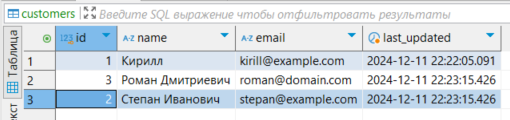 customers Введите SQL выражение чтобы отфильтровать результаты
Таблица
123 id A-Z name A-Z email last_updated
1 1 Кирилл kirill@example.com 2024-12-11 22:22:05.091
2 3 Роман Дмитриевич roman@domain.com 2024-12-11 22:23:15.426
3 2 Степан Иванович stepan@example.com 2024-12-11 22:23:15.426